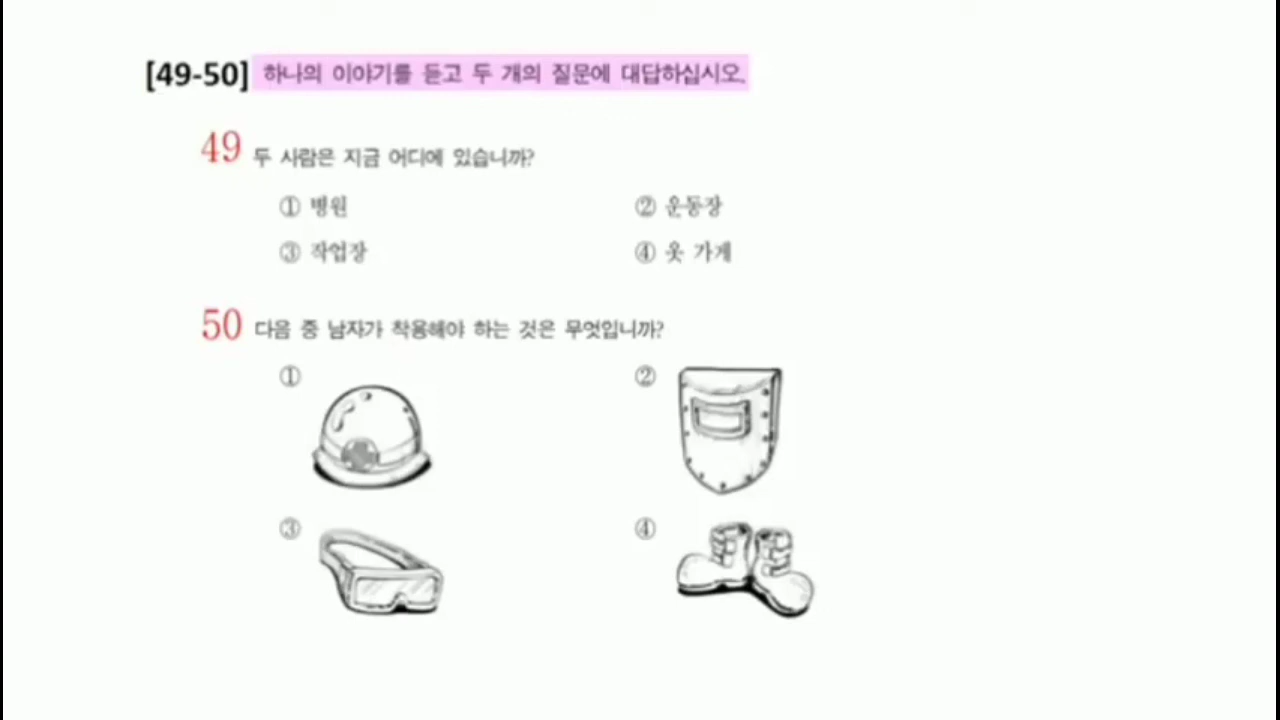 [49-50] 하나의 이야기를 듣고 두 개의 질문에 대답하십시오.
49 두 사람은 지금 어디에 있습니까?
① 병원 ② 운동장
③ 작업장 ④ 옷 가게
50 다음 중 남자가 착용해야 하는 것은 무엇입니까?
① ②
③ ④